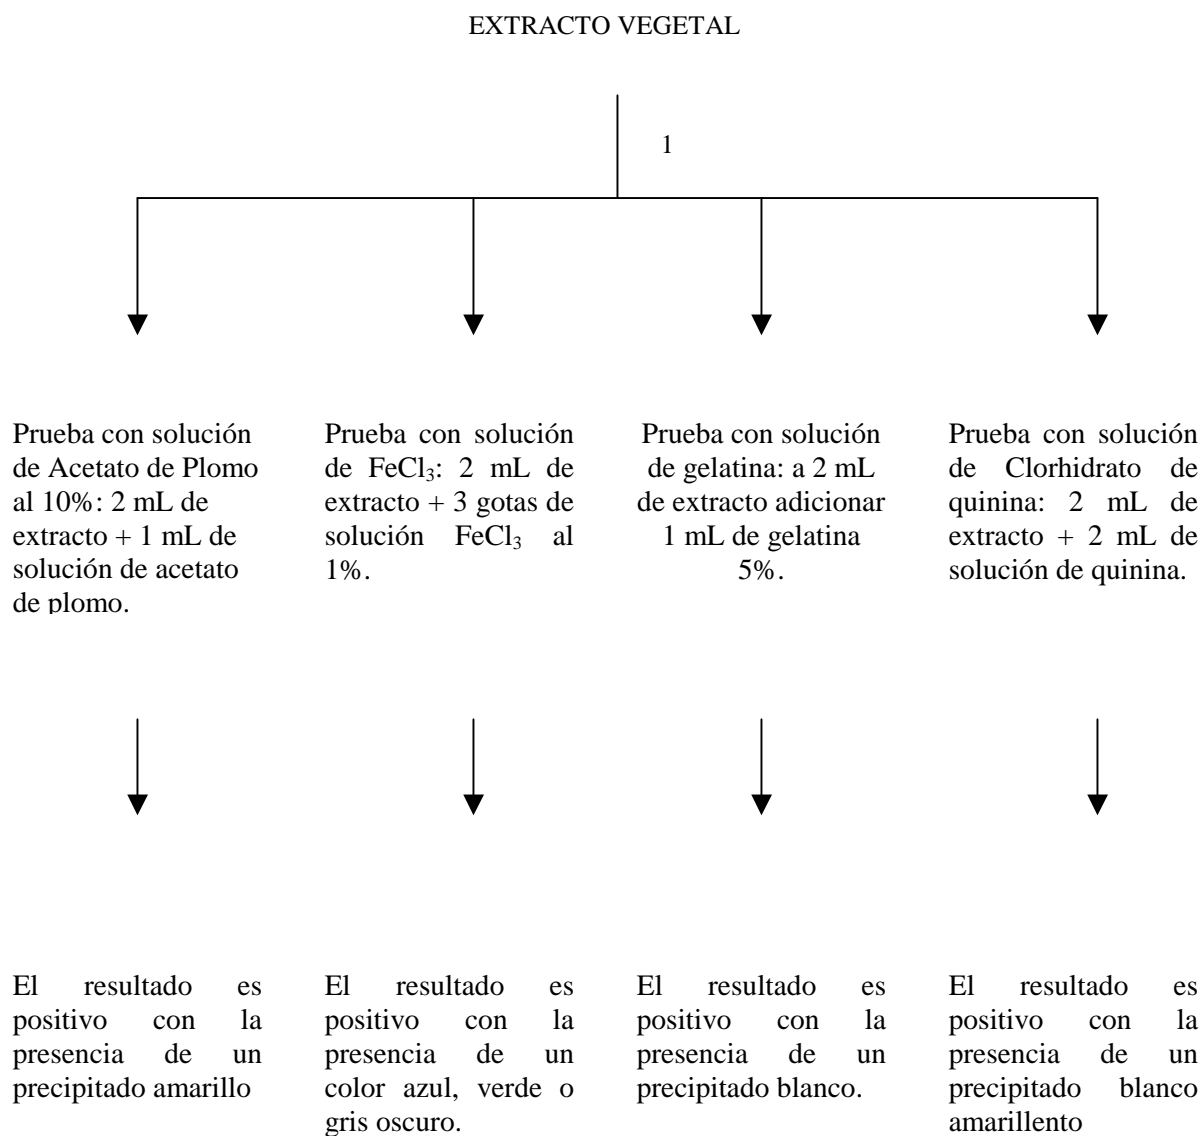 EXTRACTO VEGETAL
1
Prueba con solución
de Acetato de Plomo
al 10%: 2 mL de
extracto + 1 mL de
solución de acetato
de plomo.
Prueba con solución
de FeCl₃: 2 mL de
extracto + 3 gotas de
solución FeCl₃ al
1%.
Prueba con solución
de gelatina: a 2 mL
de extracto adicionar
1 mL de gelatina
5%.
Prueba con solución
de Clorhidrato de
quinina: 2 mL de
extracto + 2 mL de
solución de quinina.
El resultado es
positivo con la
presencia de un
precipitado amarillo
El resultado es
positivo con la
presencia de un
color azul, verde o
gris oscuro.
El resultado es
positivo con la
presencia de un
precipitado blanco.
El resultado es
positivo con la
presencia de un
precipitado blanco
amarillento